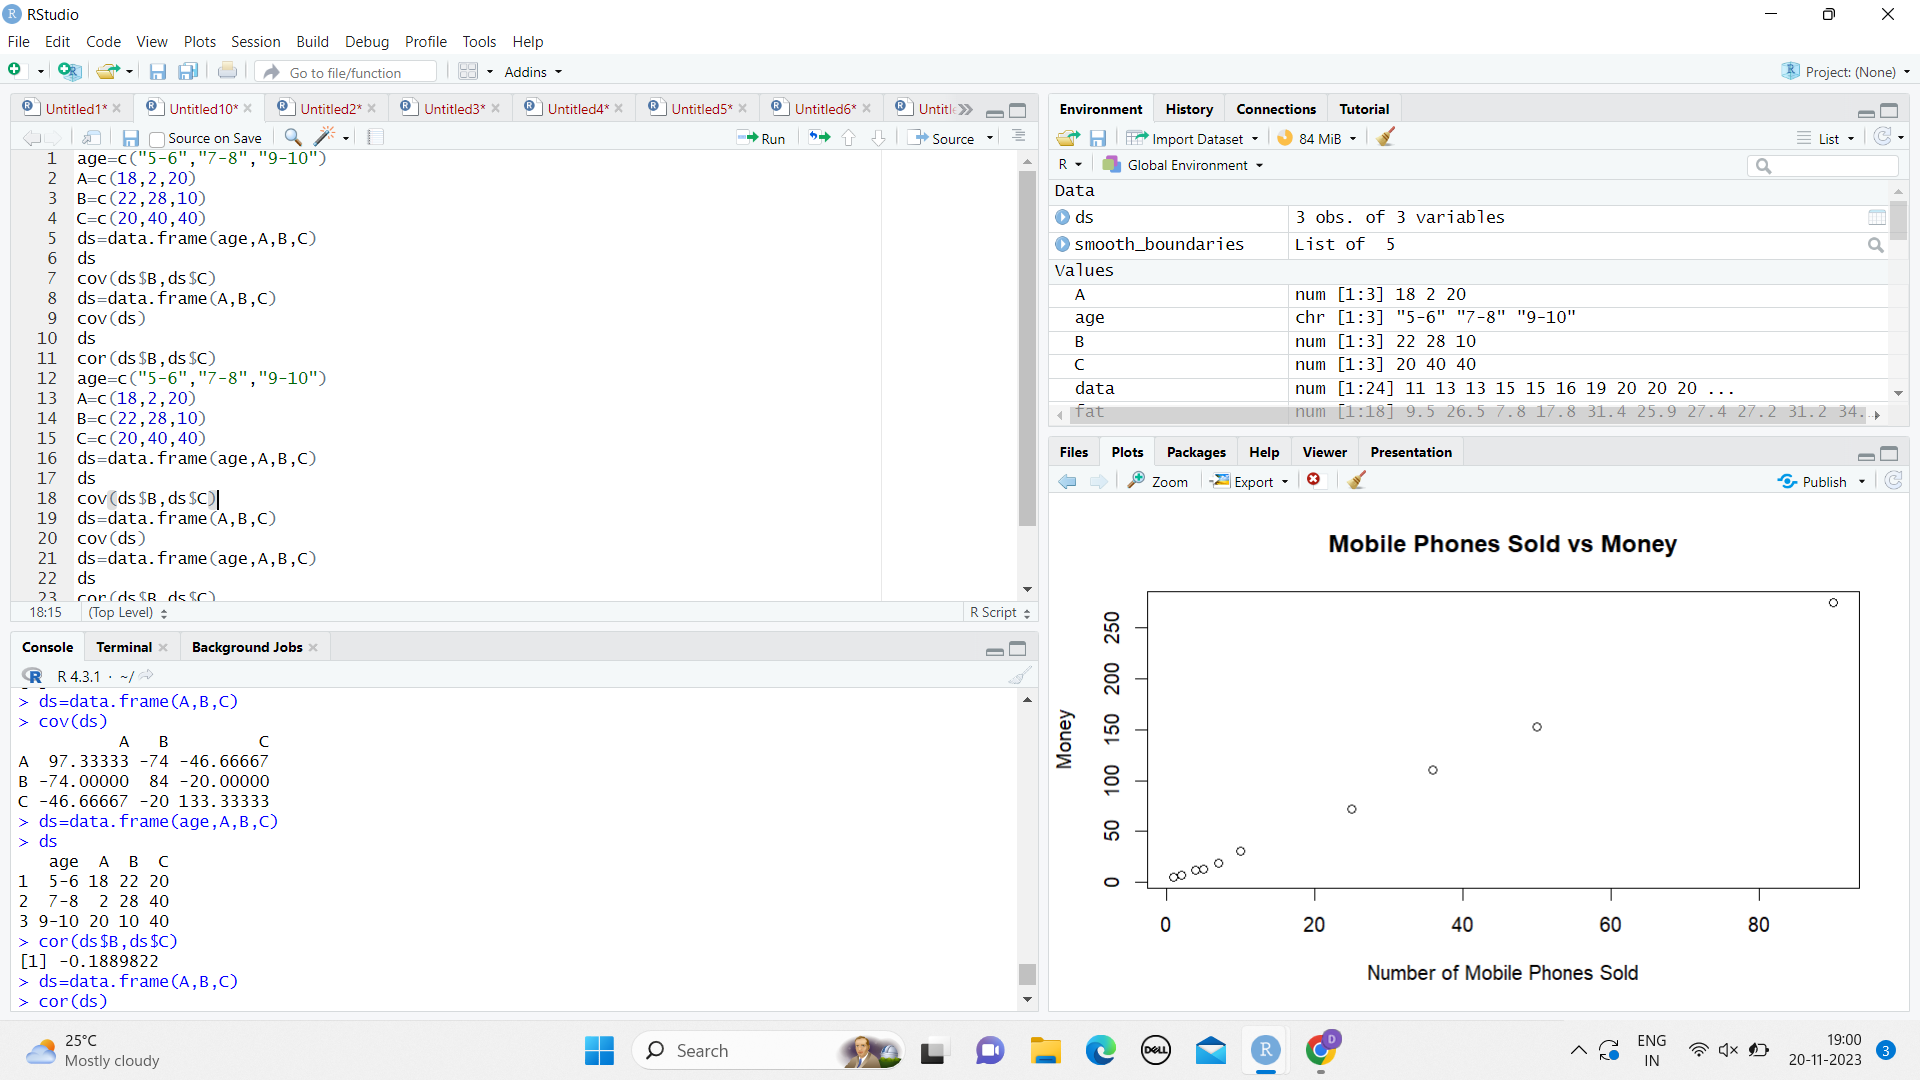 RStudio
File Edit Code View Plots Session Build Debug Profile Tools Help
Go to file/function Addins Project: (None)
Untitled1* Untitled10* Untitled2* Untitled3* Untitled4* Untitled5* Untitled6* Untitle
Source on Save Run Source
1 age=c("5-6","7-8","9-10")
2 A=c(18,2,20)
3 B=c(22,28,10)
4 C=c(20,40,40)
5 ds=data.frame(age,A,B,C)
6 ds
7 cov(ds$B,ds$C)
8 ds=data.frame(A,B,C)
9 cov(ds)
10 ds
11 cor(ds$B,ds$C)
12 age=c("5-6","7-8","9-10")
13 A=c(18,2,20)
14 B=c(22,28,10)
15 C=c(20,40,40)
16 ds=data.frame(age,A,B,C)
17 ds
18 cov(ds$B,ds$C)
19 ds=data.frame(A,B,C)
20 cov(ds)
21 ds=data.frame(age,A,B,C)
22 ds
23 cor(ds$B,ds$C)
18:15 (Top Level) R Script
Console Terminal Background Jobs
R 4.3.1 · ~/
> ds=data.frame(A,B,C)
> cov(ds)
A B C
A 97.33333 -74 -46.66667
B -74.00000 84 -20.00000
C -46.66667 -20 133.33333
> ds=data.frame(age,A,B,C)
> ds
age A B C
1 5-6 18 22 20
2 7-8 2 28 40
3 9-10 20 10 40
> cor(ds$B,ds$C)
[1] -0.1889822
> ds=data.frame(A,B,C)
> cor(ds)
Environment History Connections Tutorial
Import Dataset 84 MiB List
R Global Environment
Data
ds 3 obs. of 3 variables
smooth_boundaries List of 5
Values
A num [1:3] 18 2 20
age chr [1:3] "5-6" "7-8" "9-10"
B num [1:3] 22 28 10
C num [1:3] 20 40 40
data num [1:24] 11 13 13 15 15 16 19 20 20 20 ...
fat num [1:18] 9.5 26.5 7.8 17.8 31.4 25.9 27.4 27.2 31.2 34...
Files Plots Packages Help Viewer Presentation
Zoom Export Publish
Mobile Phones Sold vs Money
Money
250
200
150
100
50
0
0 20 40 60 80
Number of Mobile Phones Sold
25°C
Mostly cloudy
Search
DELL
R
D
ENG
IN
19:00
20-11-2023
3